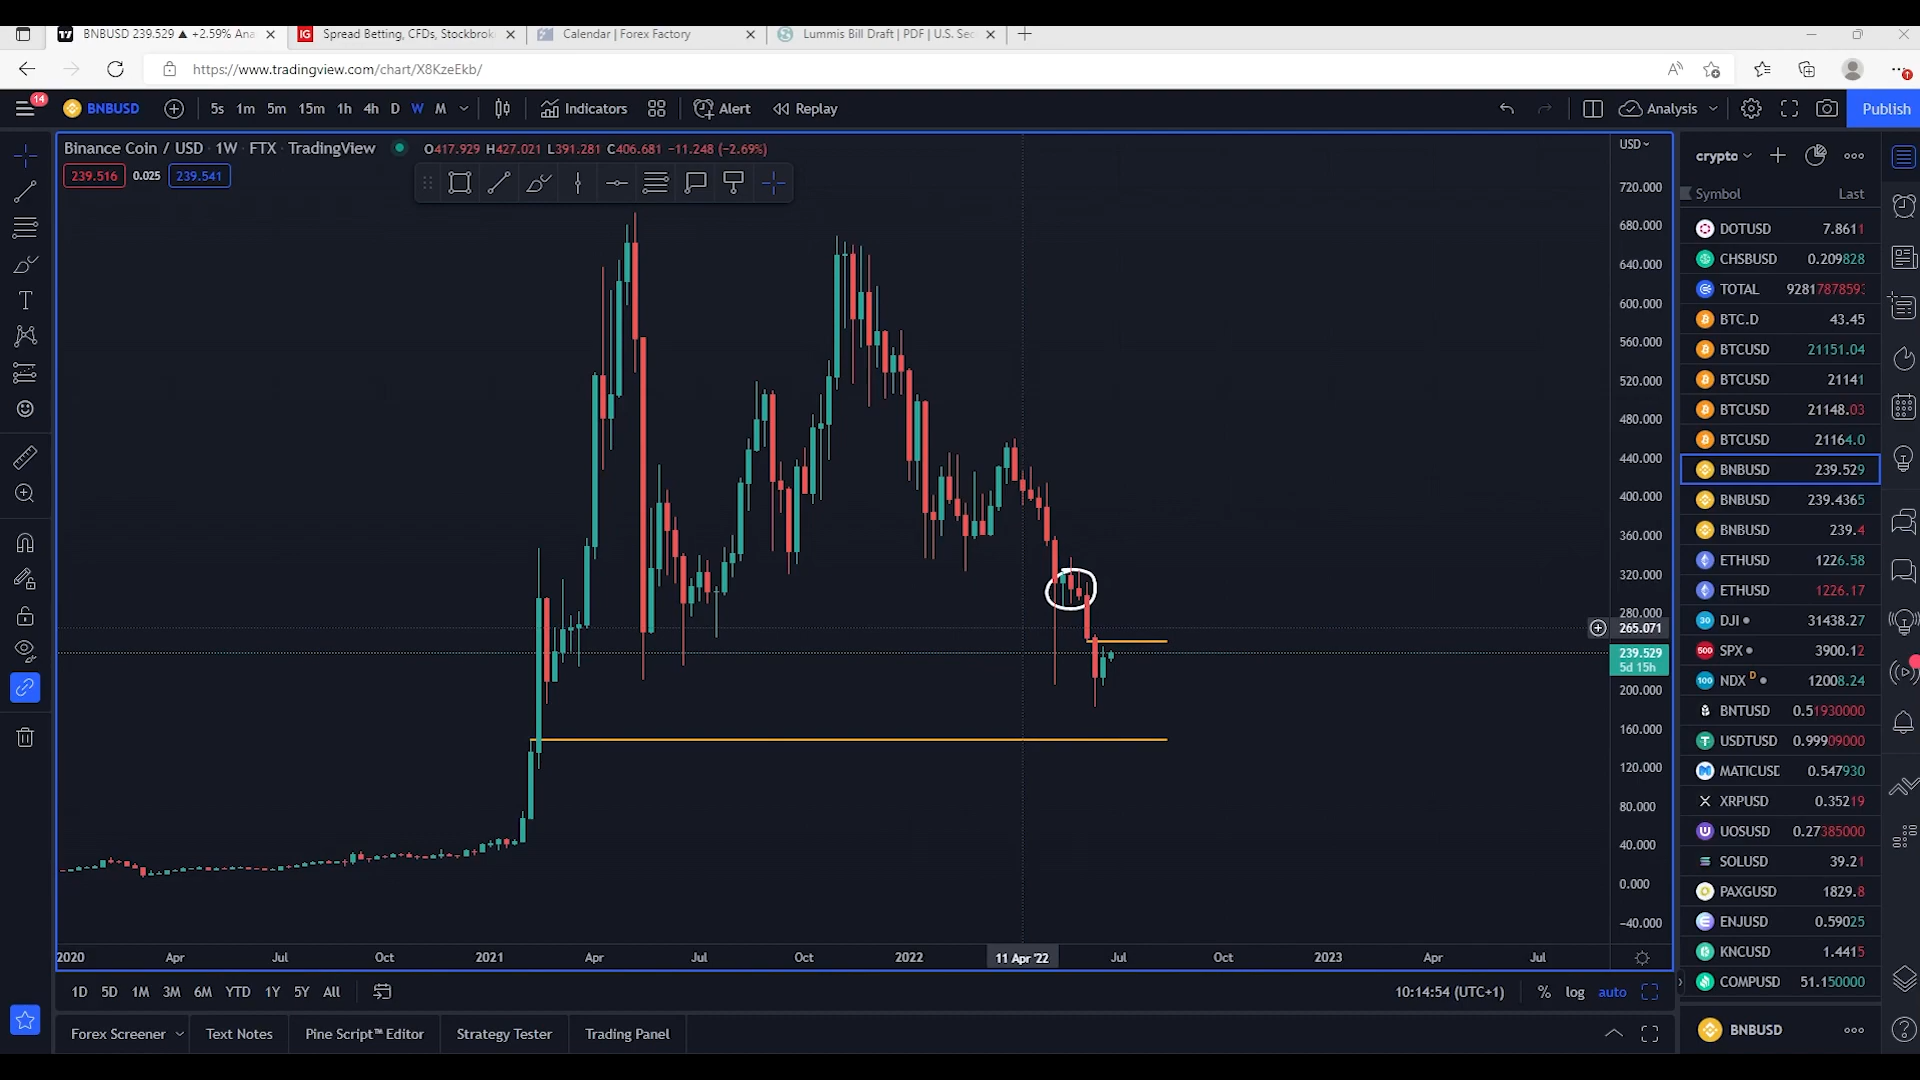 BNBUSD 239.529 ▲ +2.59% Ana
Spread Betting, CFDs, Stockbrok
Calendar | Forex Factory
Lummis Bill Draft | PDF | U.S. Sec
https://www.tradingview.com/chart/X8KzeEkb/
14
BNBUSD
5s 1m 5m 15m 1h 4h D W M
Indicators
Alert
Replay
Analysis
Publish
Binance Coin / USD · 1W · FTX · TradingView
O417.929 H427.021 L391.281 C406.681 −11.248 (−2.69%)
239.516 0.025 239.541
USD
720.000
680.000
640.000
600.000
560.000
520.000
480.000
440.000
400.000
360.000
320.000
280.000
265.071
239.529
5d 15h
200.000
160.000
120.000
80.000
40.000
0.000
−40.000
2020 Apr Jul Oct 2021 Apr Jul Oct 2022 11 Apr '22 Jul Oct 2023 Apr Jul
1D 5D 1M 3M 6M YTD 1Y 5Y All
10:14:54 (UTC+1) % log auto
Forex Screener
Text Notes
Pine Script™ Editor
Strategy Tester
Trading Panel
crypto
Symbol Last
DOTUSD 7.8611
CHSBUSD 0.209828
TOTAL 92817878593
BTC.D 43.45
BTCUSD 21151.04
BTCUSD 21141
BTCUSD 21148.03
BTCUSD 21164.0
BNBUSD 239.529
BNBUSD 239.4365
BNBUSD 239.4
ETHUSD 1226.58
ETHUSD 1226.17
30 DJI 31438.27
500 SPX 3900.12
100 NDX D 12008.24
BNTUSD 0.51930000
USDTUSD 0.99909000
MATICUSD 0.547930
XRPUSD 0.35219
UOSUSD 0.27385000
SOLUSD 39.21
PAXGUSD 1829.8
ENJUSD 0.59025
KNCUSD 1.4415
COMPUSD 51.150000
BNBUSD